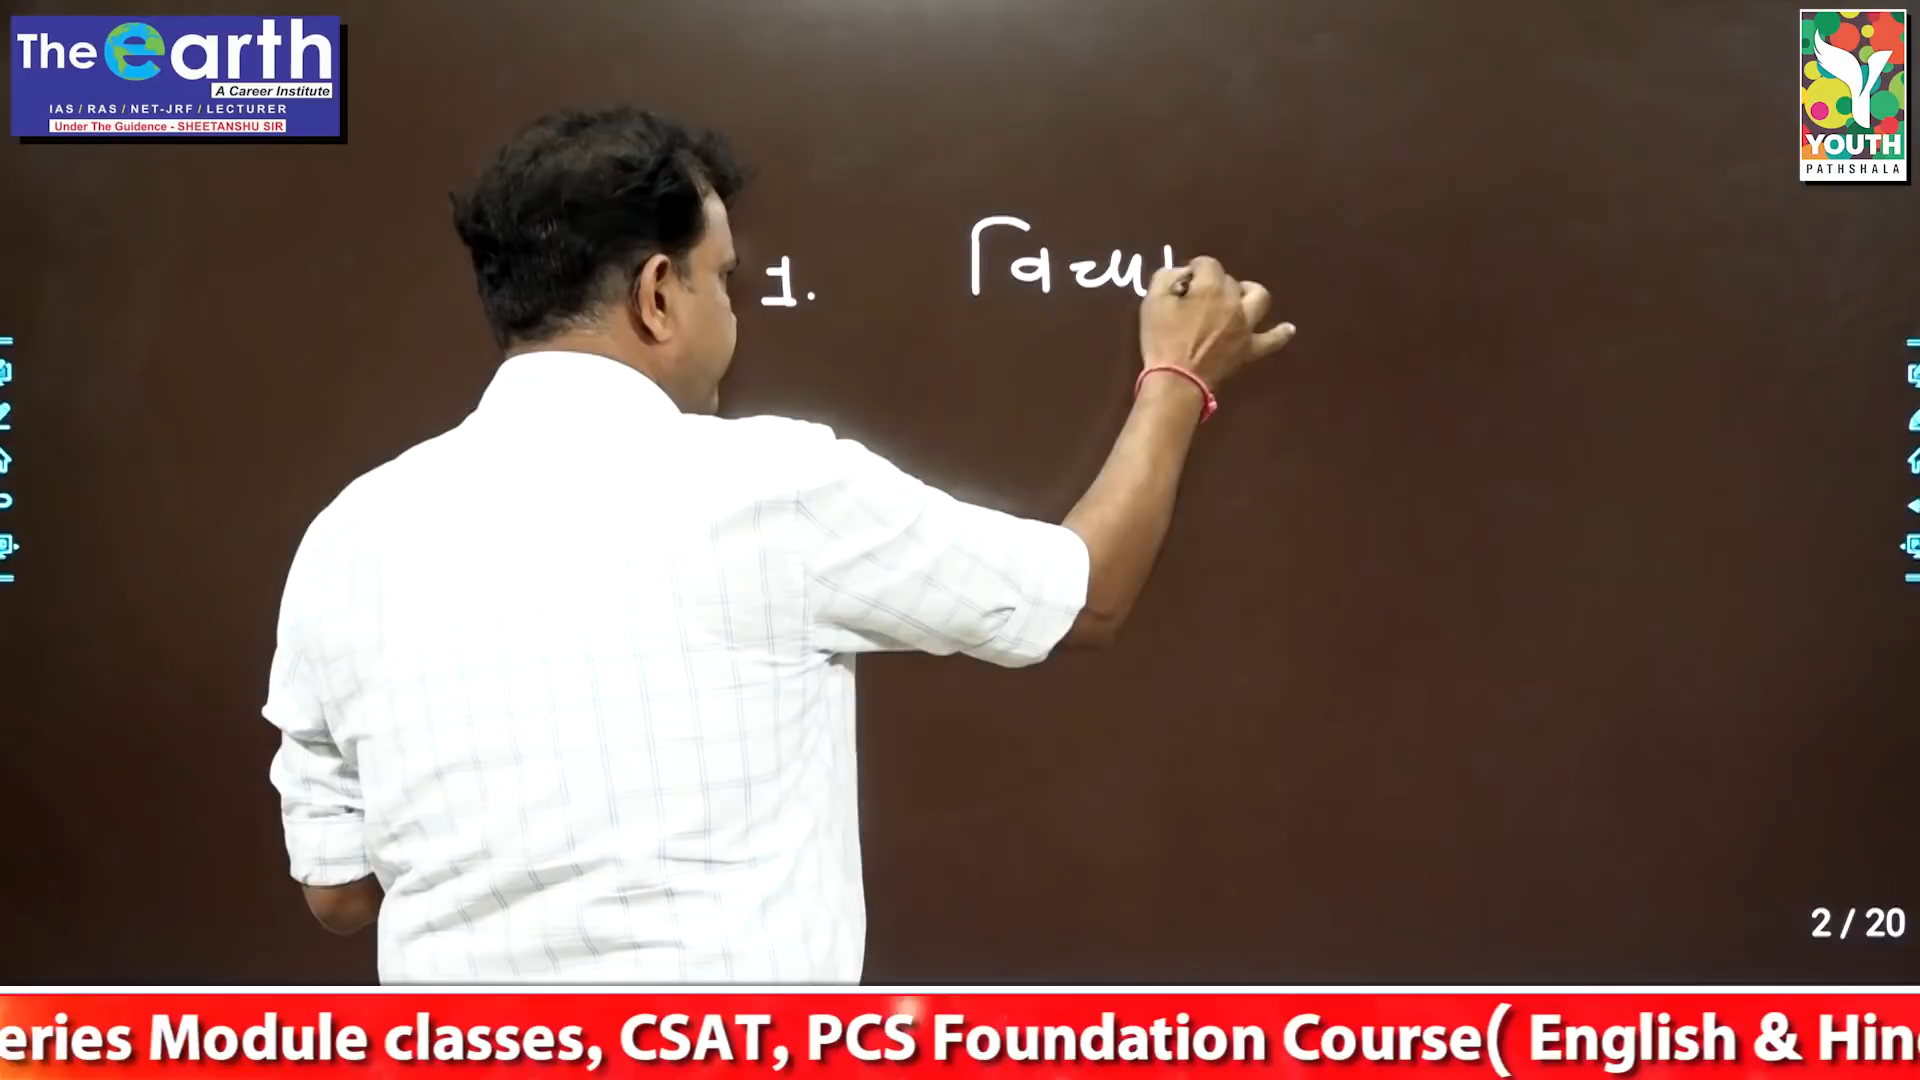 The earth
A Career Institute
IAS / RAS / NET-JRF / LECTURER
Under The Guidence - SHEETANSHU SIR
YOUTH
PATHSHALA
1.
2 / 20
eries Module classes, CSAT, PCS Foundation Course( English & Hin